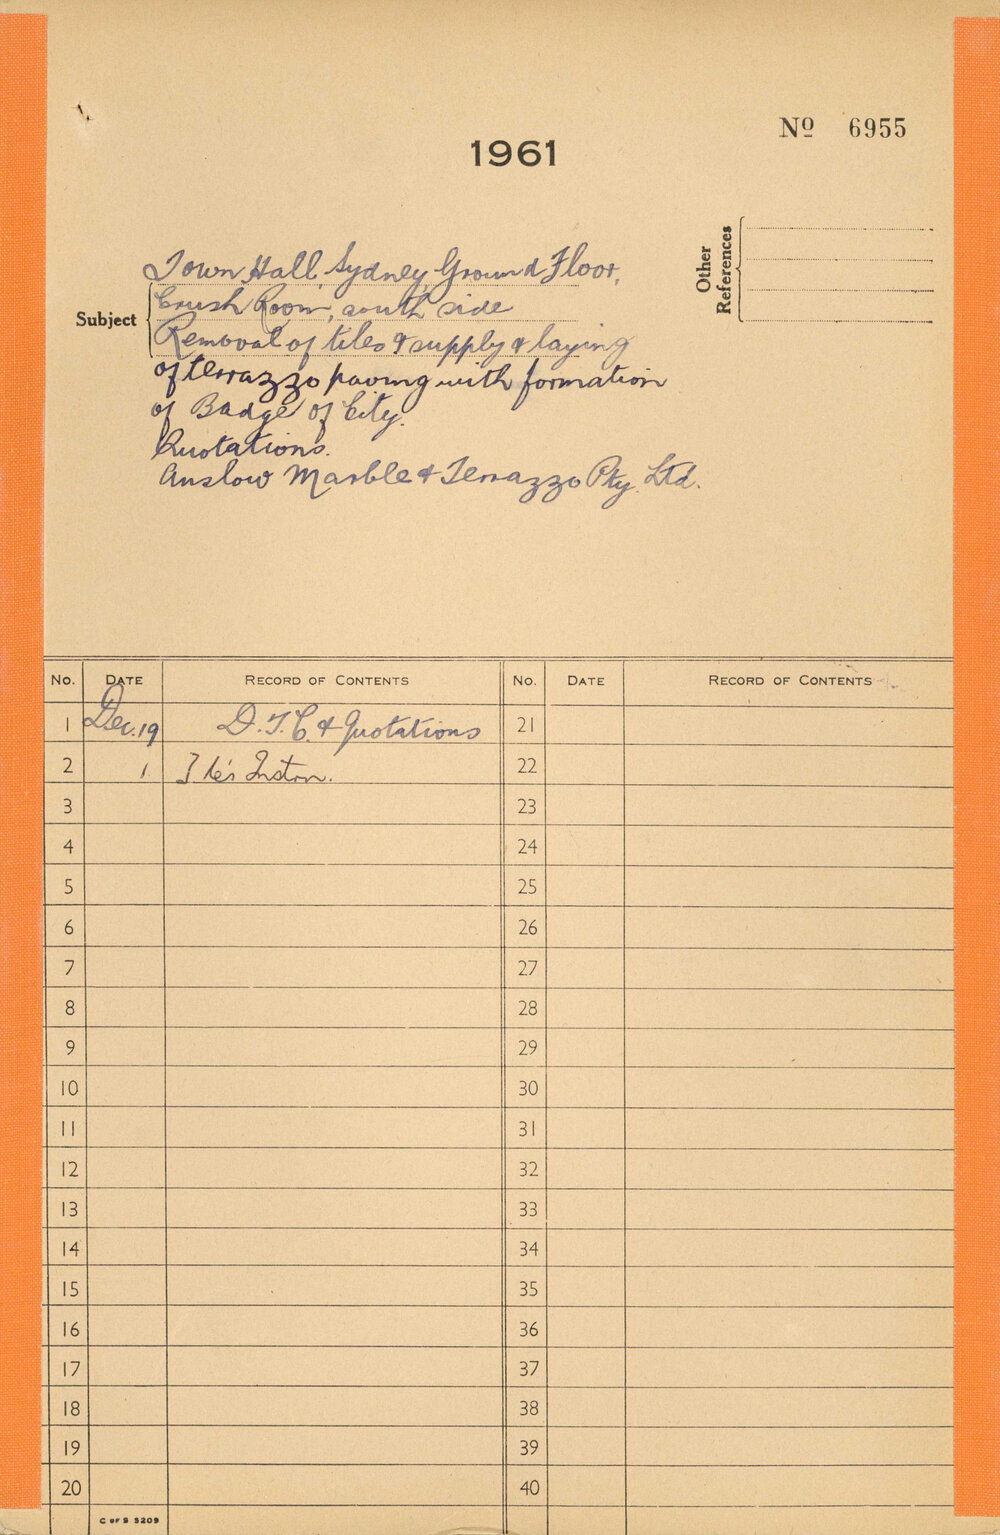 Nº 6955
1961
Other
References
Subject
Town Hall, Sydney, Ground Floor,
Crush Room, south side
Removal of tiles & supply & laying
of terrazzo paving with formation
of Badge of City.
Quotations.
Anslow Marble & Terrazzo Pty. Ltd.
No. DATE RECORD OF CONTENTS No. DATE RECORD OF CONTENTS
1 Dec. 19 D.T.C. & Quotations 21
2 Instrn. 22
3 23
4 24
5 25
6 26
7 27
8 28
9 29
10 30
11 31
12 32
13 33
14 34
15 35
16 36
17 37
18 38
19 39
20 40
C OF S 5209